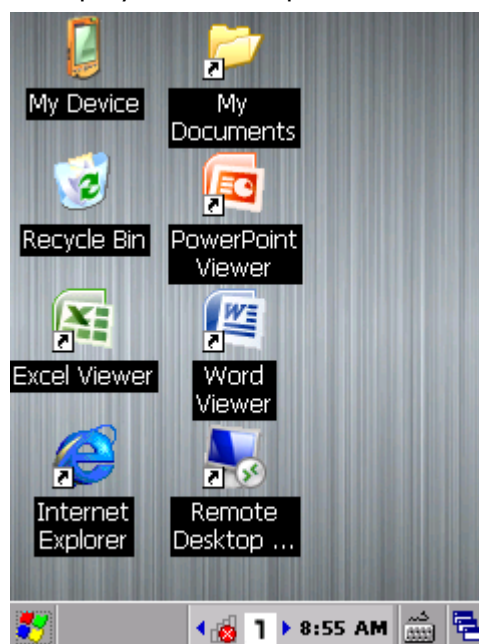 My Device
My
Documents
Recycle Bin
PowerPoint
Viewer
Excel Viewer
Word
Viewer
Internet
Explorer
Remote
Desktop ...
1
8:55 AM